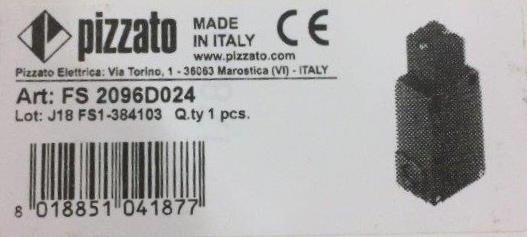 pizzato
MADE
IN ITALY
www.pizzato.com
CE
Pizzato Elettrica: Via Torino, 1 - 36063 Marostica (VI) - ITALY
Art: FS 2096D024
Lot: J18 FS1-384103 Q.ty 1 pcs.
8 018851 041877